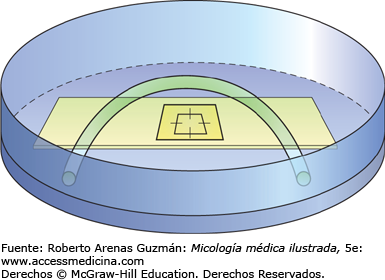 Fuente: Roberto Arenas Guzmán: Micología médica ilustrada, 5e:
www.accessmedicina.com
Derechos © McGraw-Hill Education. Derechos Reservados.